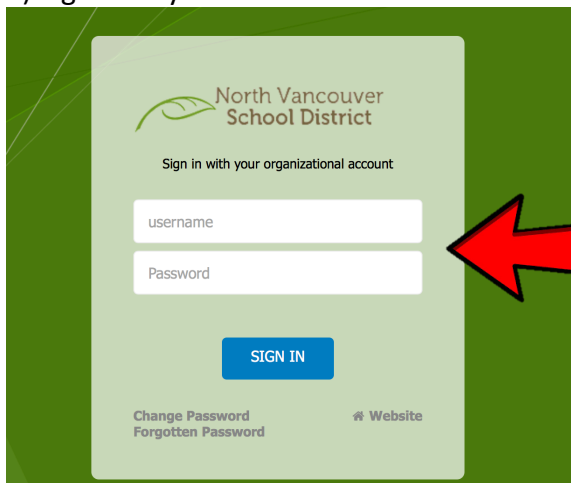 North Vancouver
School District
Sign in with your organizational account
username
Password
SIGN IN
Change Password
Website
Forgotten Password